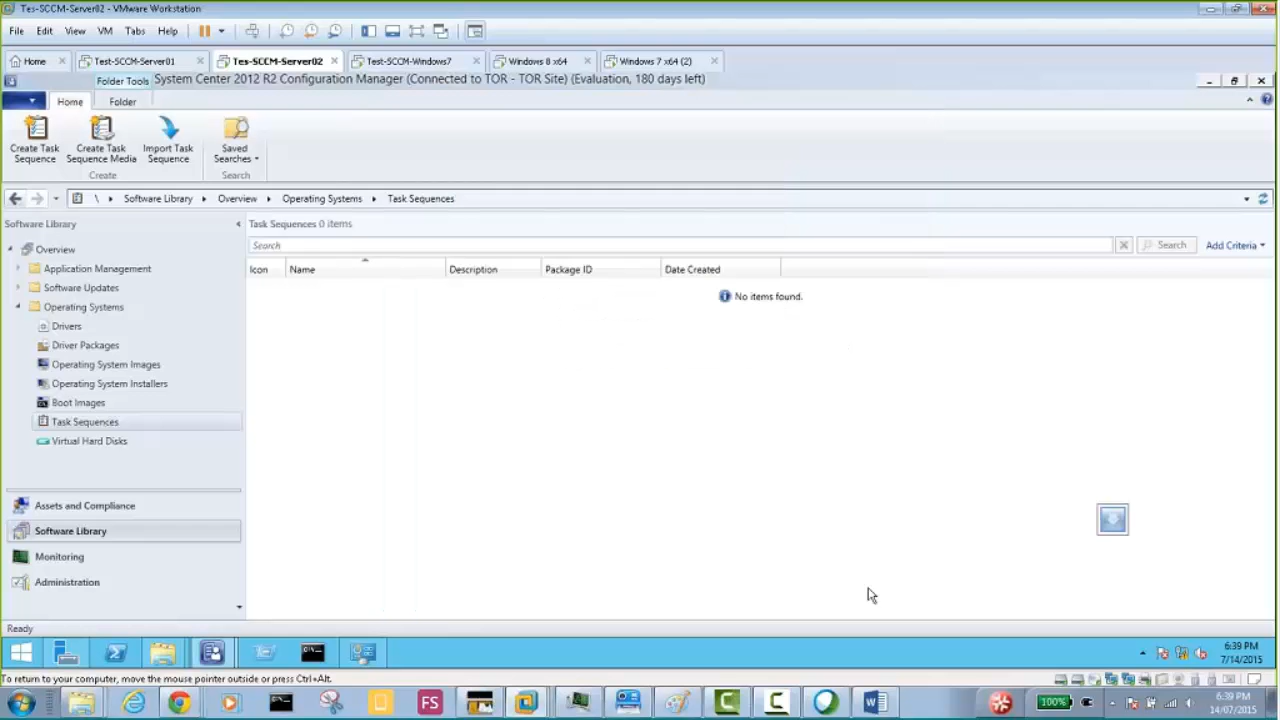 Tes-SCCM-Server02 - VMware Workstation
File Edit View VM Tabs Help
Home Test-SCCM-Server01 Tes-SCCM-Server02 Test-SCCM-Windows7 Windows 8 x64 Windows 7 x64 (2)
Folder Tools System Center 2012 R2 Configuration Manager (Connected to TOR - TOR Site) (Evaluation, 180 days left)
Home Folder
Create Task Sequence
Create Task Sequence Media
Import Task Sequence
Saved Searches
Create Search
\ Software Library Overview Operating Systems Task Sequences
Software Library
Overview
Application Management
Software Updates
Operating Systems
Drivers
Driver Packages
Operating System Images
Operating System Installers
Boot Images
Task Sequences
Virtual Hard Disks
Assets and Compliance
Software Library
Monitoring
Administration
Task Sequences 0 items
Search Search Add Criteria
Icon Name Description Package ID Date Created
No items found.
Ready
6:39 PM
7/14/2015
To return to your computer, move the mouse pointer outside or press Ctrl+Alt.
FS
100%
6:39 PM
14/07/2015